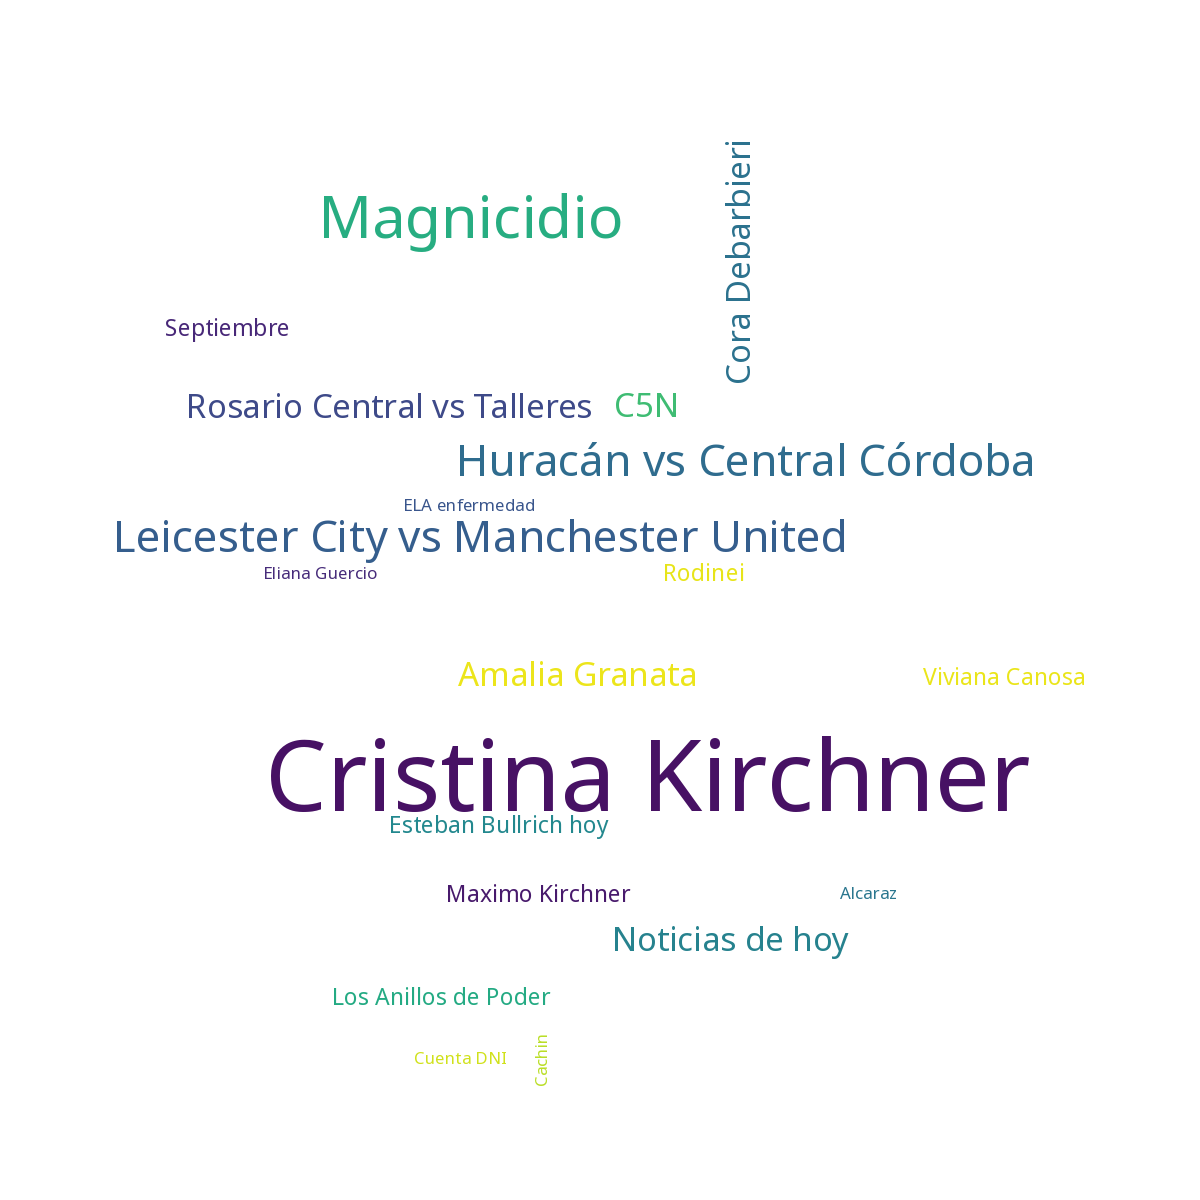 Magnicidio
Cora Debarbieri
Septiembre
Rosario Central vs Talleres
C5N
Huracán vs Central Córdoba
ELA enfermedad
Leicester City vs Manchester United
Eliana Guercio
Rodinei
Amalia Granata
Viviana Canosa
Cristina Kirchner
Esteban Bullrich hoy
Maximo Kirchner
Alcaraz
Noticias de hoy
Los Anillos de Poder
Cuenta DNI
Cachin